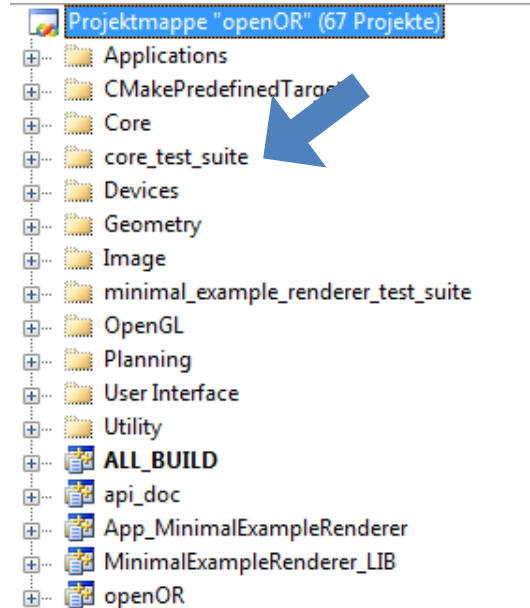 Projektmappe "openOR" (67 Projekte)
Applications
CMakePredefinedTarget
Core
core_test_suite
Devices
Geometry
Image
minimal_example_renderer_test_suite
OpenGL
Planning
User Interface
Utility
ALL_BUILD
api_doc
App_MinimalExampleRenderer
MinimalExampleRenderer_LIB
openOR